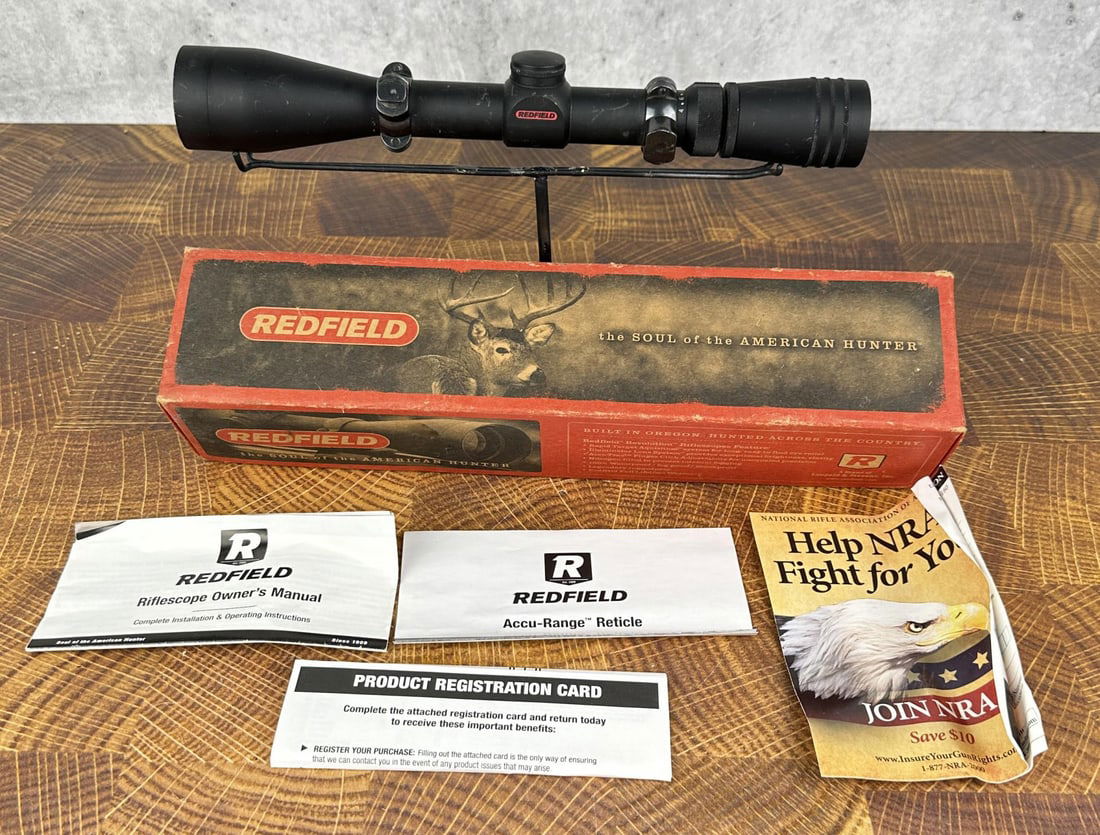 REDFIELD
REDFIELD
the SOUL of the AMERICAN HUNTER
REDFIELD
the SOUL of the AMERICAN HUNTER
BUILT IN OREGON. HUNTED ACROSS THE COUNTRY.
Redfield Revolution Riflescopes Feature:
R
R
REDFIELD
Riflescope Owner's Manual
Complete Installation & Operating Instructions
Soul of the American Hunter
Since 1909
R
REDFIELD
Accu-Range™ Reticle
PRODUCT REGISTRATION CARD
Complete the attached registration card and return today
to receive these important benefits:
► REGISTER YOUR PURCHASE: Filling out the attached card is the only way of ensuring
that we can contact you in the event of any product issues that may arise
NATIONAL RIFLE ASSOCIATION OF
Help NRA
Fight for Yo
JOIN NRA
Save $10
www.InsureYourGunRights.co
1-877-NRA-